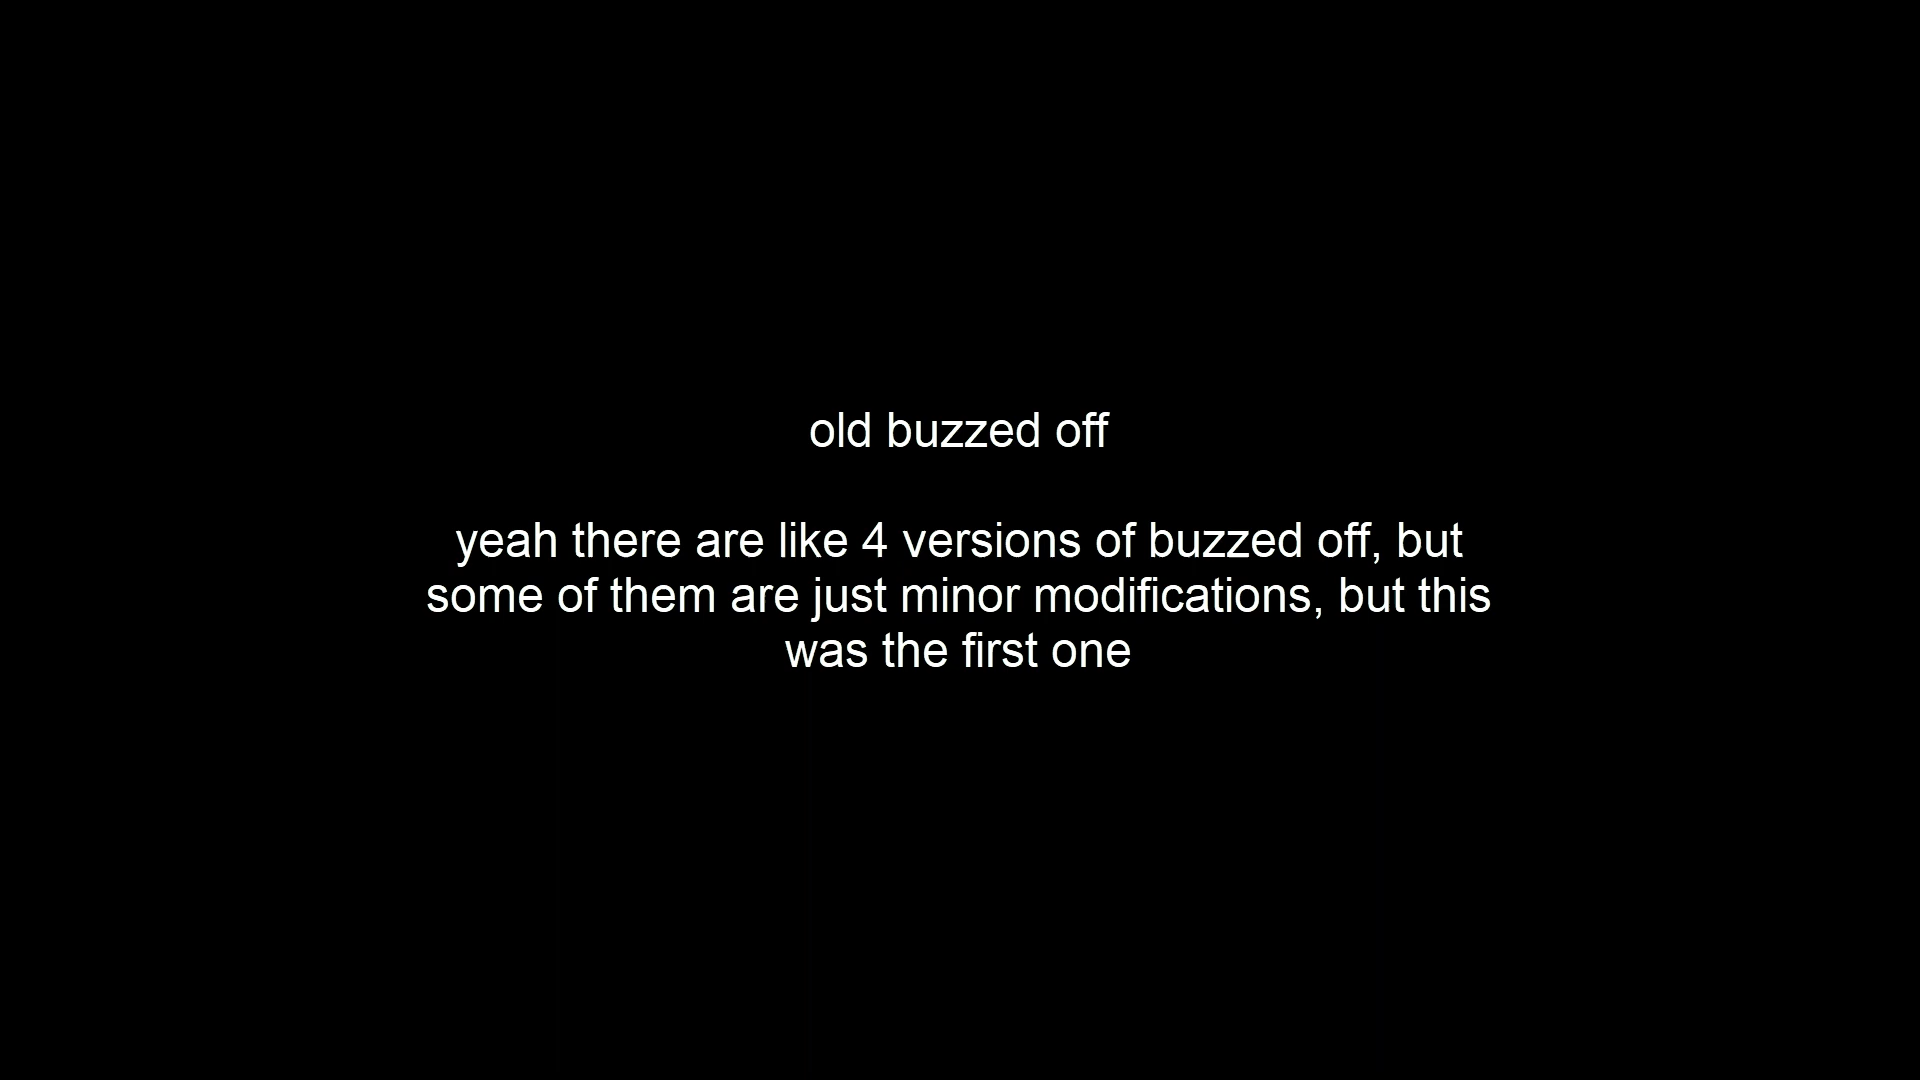 old buzzed off
yeah there are like 4 versions of buzzed off, but
some of them are just minor modifications, but this
was the first one